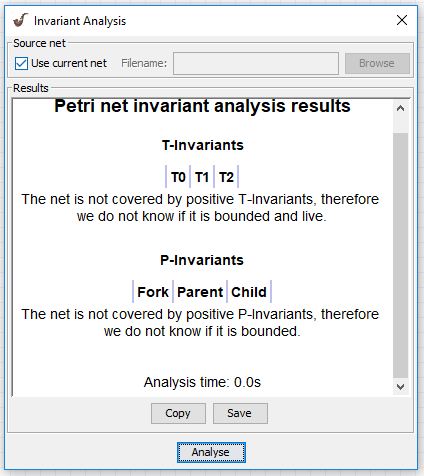 Invariant Analysis
Source net
Use current net Filename: Browse
Results
Petri net invariant analysis results
T-Invariants
T0 T1 T2
The net is not covered by positive T-Invariants, therefore
we do not know if it is bounded and live.
P-Invariants
Fork Parent Child
The net is not covered by positive P-Invariants, therefore
we do not know if it is bounded.
Analysis time: 0.0s
Copy Save
Analyse